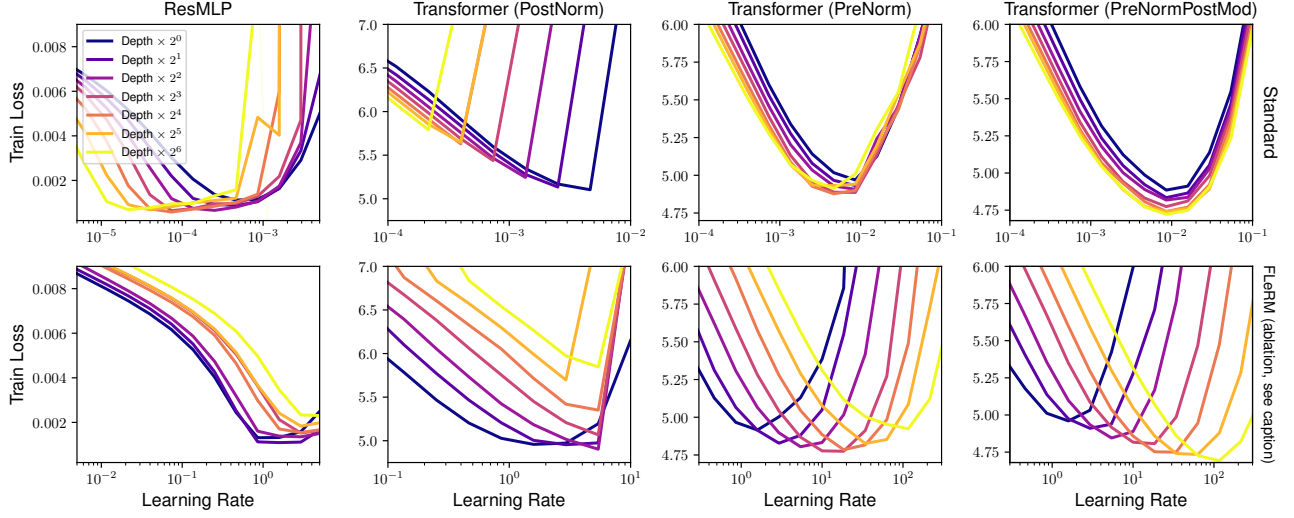 ResMLP
Transformer (PostNorm)
Transformer (PreNorm)
Transformer (PreNormPostMod)
Train Loss
0.008
0.006
0.004
0.002
Depth × 2^0
Depth × 2^1
Depth × 2^2
Depth × 2^3
Depth × 2^4
Depth × 2^5
Depth × 2^6
10^-5 10^-4 10^-3
7.0
6.5
6.0
5.5
5.0
10^-4 10^-3 10^-2
6.00
5.75
5.50
5.25
5.00
4.75
10^-4 10^-3 10^-2 10^-1
6.00
5.75
5.50
5.25
5.00
4.75
10^-4 10^-3 10^-2 10^-1
Standard
Train Loss
0.008
0.006
0.004
0.002
10^-2 10^-1 10^0
Learning Rate
7.0
6.5
6.0
5.5
5.0
10^-1 10^0 10^1
Learning Rate
6.00
5.75
5.50
5.25
5.00
4.75
10^0 10^1 10^2
Learning Rate
6.00
5.75
5.50
5.25
5.00
4.75
10^0 10^1 10^2
Learning Rate
FLeRM (ablation, see caption)